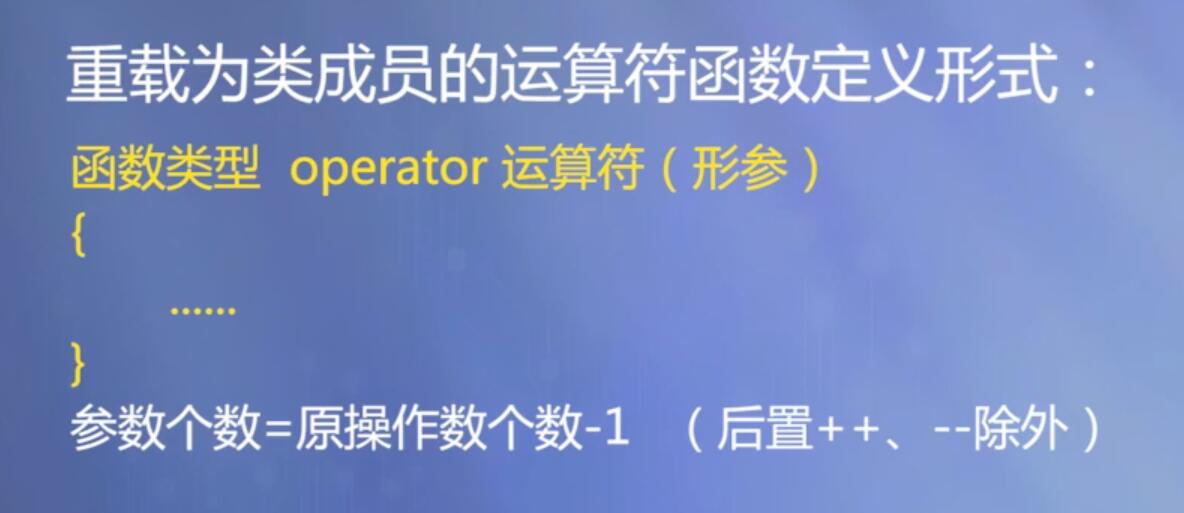 重载为类成员的运算符函数定义形式：
函数类型 operator 运算符（形参）
{
......
}
参数个数=原操作数个数-1 （后置++、--除外）